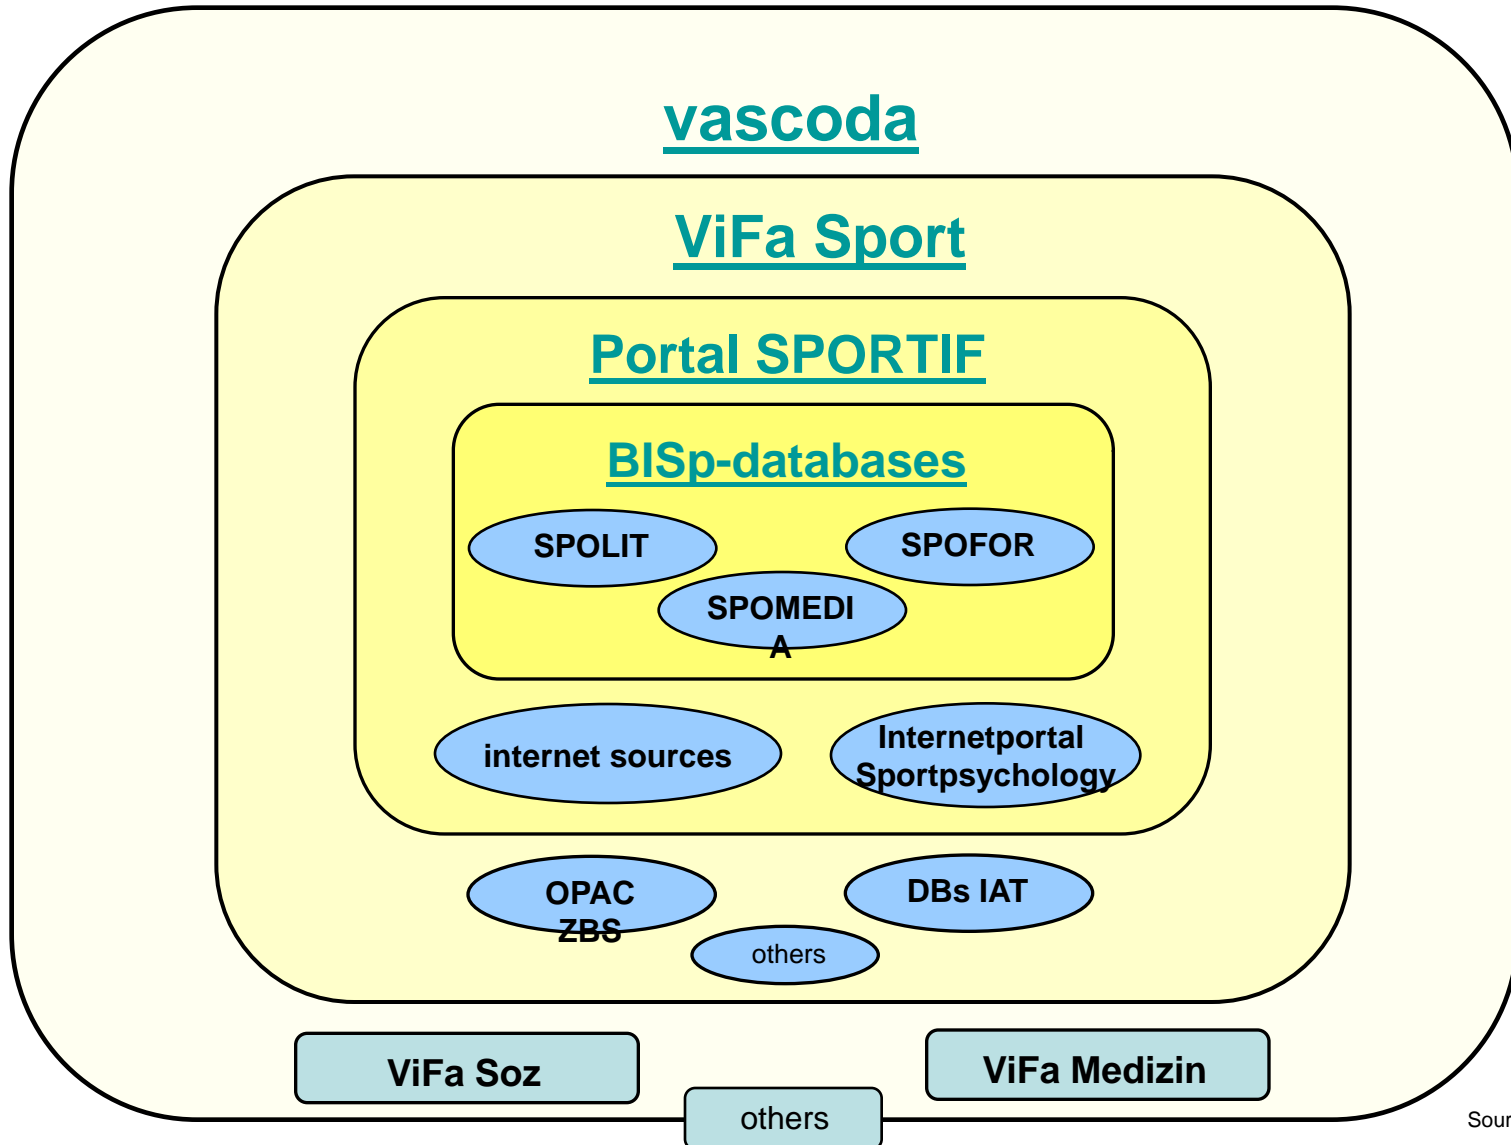 vascoda
ViFa Sport
Portal SPORTIF
BISp-databases
SPOLIT
SPOFOR
SPOMEDI
A
internet sources
Internetportal
Sportpsychology
OPAC
ZBS
DBs IAT
others
ViFa Soz
ViFa Medizin
others
Sour